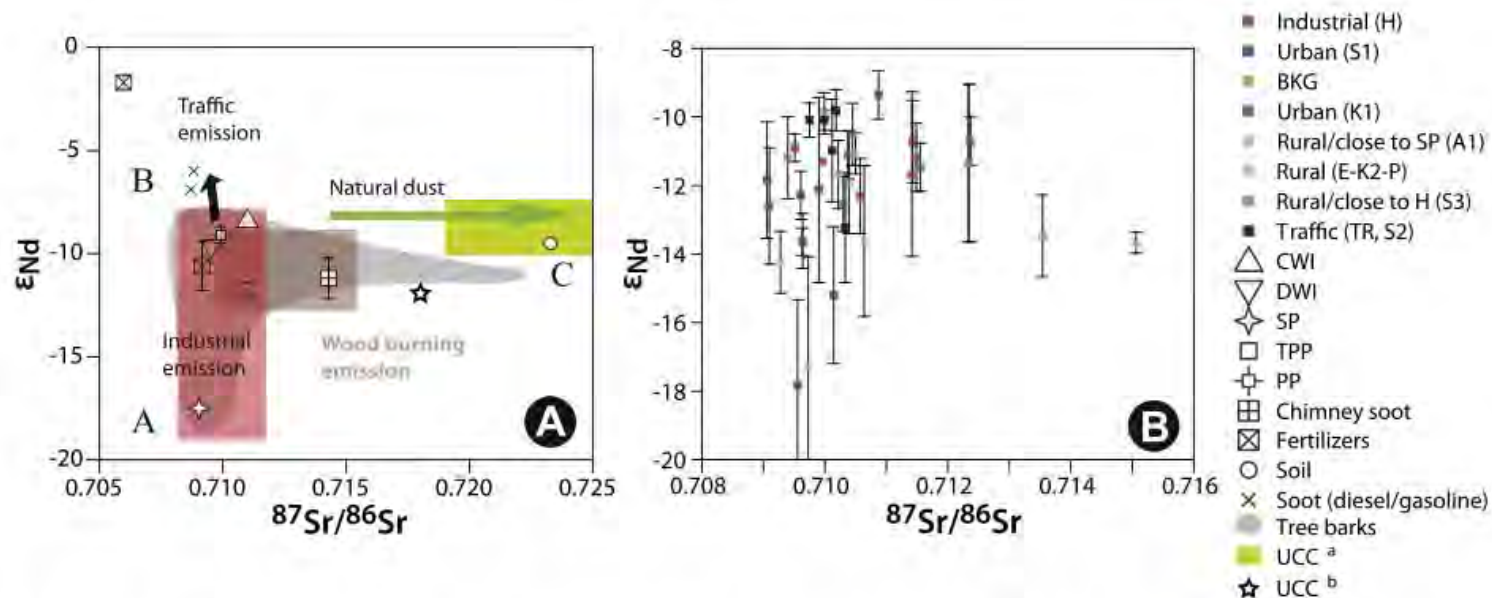 0
-5
-10
-15
-20
εNd
0.705
0.710
0.715
0.720
0.725
87Sr/86Sr
Traffic
emission
B
Natural dust
C
Industrial
emission
Wood burning
emission
A
A
-8
-10
-12
-14
-16
-18
-20
εNd
0.708
0.710
0.712
0.714
0.716
87Sr/86Sr
B
Industrial (H)
Urban (S1)
BKG
Urban (K1)
Rural/close to SP (A1)
Rural (E-K2-P)
Rural/close to H (S3)
Traffic (TR, S2)
CWI
DWI
SP
TPP
PP
Chimney soot
Fertilizers
Soil
Soot (diesel/gasoline)
Tree barks
UCC a
UCC b